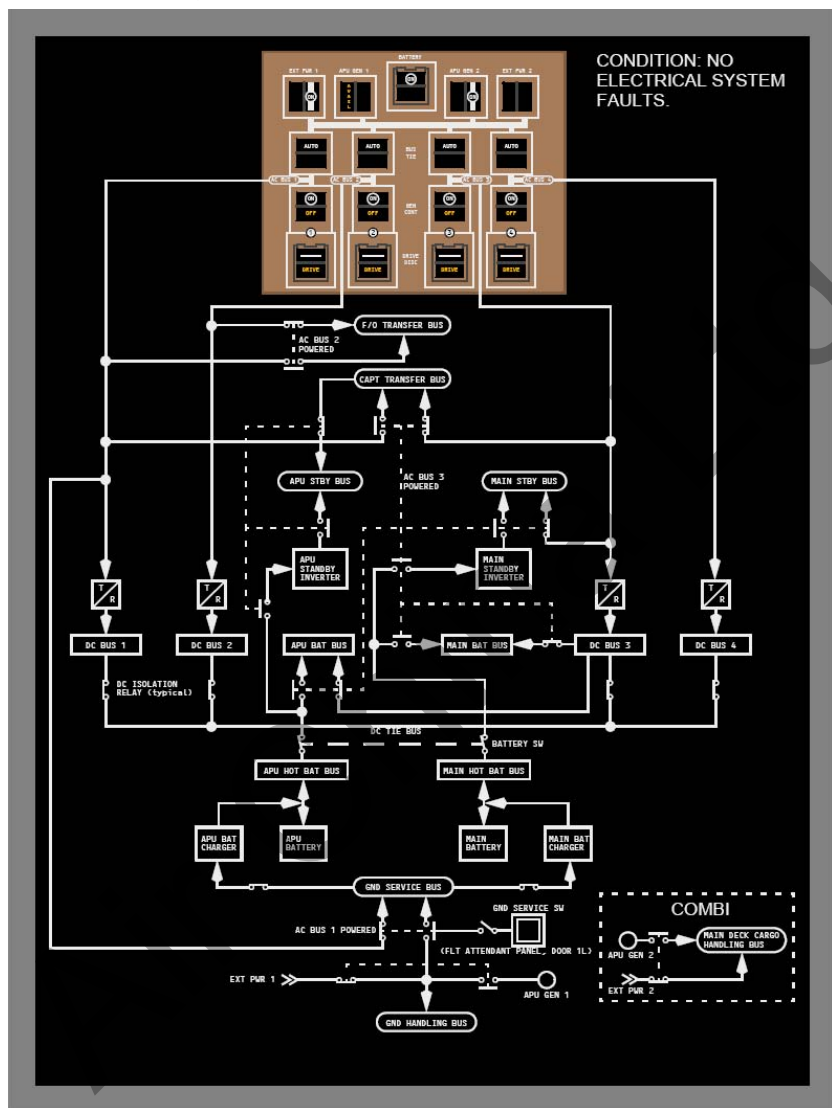 CONDITION: NO
ELECTRICAL SYSTEM
FAULTS.
BATTERY
EXT PWR 1
APU GEN 1
APU GEN 2
EXT PWR 2
ON
ON
AVAIL
ON
AUTO
AUTO
BUS
TIE
AUTO
AUTO
AC BUS 1
AC BUS 2
AC BUS 3
AC BUS 4
ON
OFF
ON
OFF
GEN
CONT
ON
OFF
ON
OFF
1
2
3
4
DRIVE
DRIVE
DRIVE
DISC
DRIVE
DRIVE
F/O TRANSFER BUS
AC BUS 2
POWERED
CAPT TRANSFER BUS
APU STBY BUS
AC BUS 3
POWERED
MAIN STBY BUS
APU
STANDBY
INVERTER
MAIN
STANDBY
INVERTER
T
R
T
R
T
R
T
R
DC BUS 1
DC BUS 2
APU BAT BUS
MAIN BAT BUS
DC BUS 3
DC BUS 4
DC ISOLATION
RELAY (typical)
DC TIE BUS
BATTERY SW
APU HOT BAT BUS
MAIN HOT BAT BUS
APU BAT
CHARGER
APU
BATTERY
MAIN
BATTERY
MAIN BAT
CHARGER
GND SERVICE BUS
GND SERVICE SW
AC BUS 1 POWERED
(FLT ATTENDANT PANEL, DOOR 1L)
EXT PWR 1
APU GEN 1
GND HANDLING BUS
COMBI
MAIN DECK CARGO
HANDLING BUS
APU GEN 2
EXT PWR 2